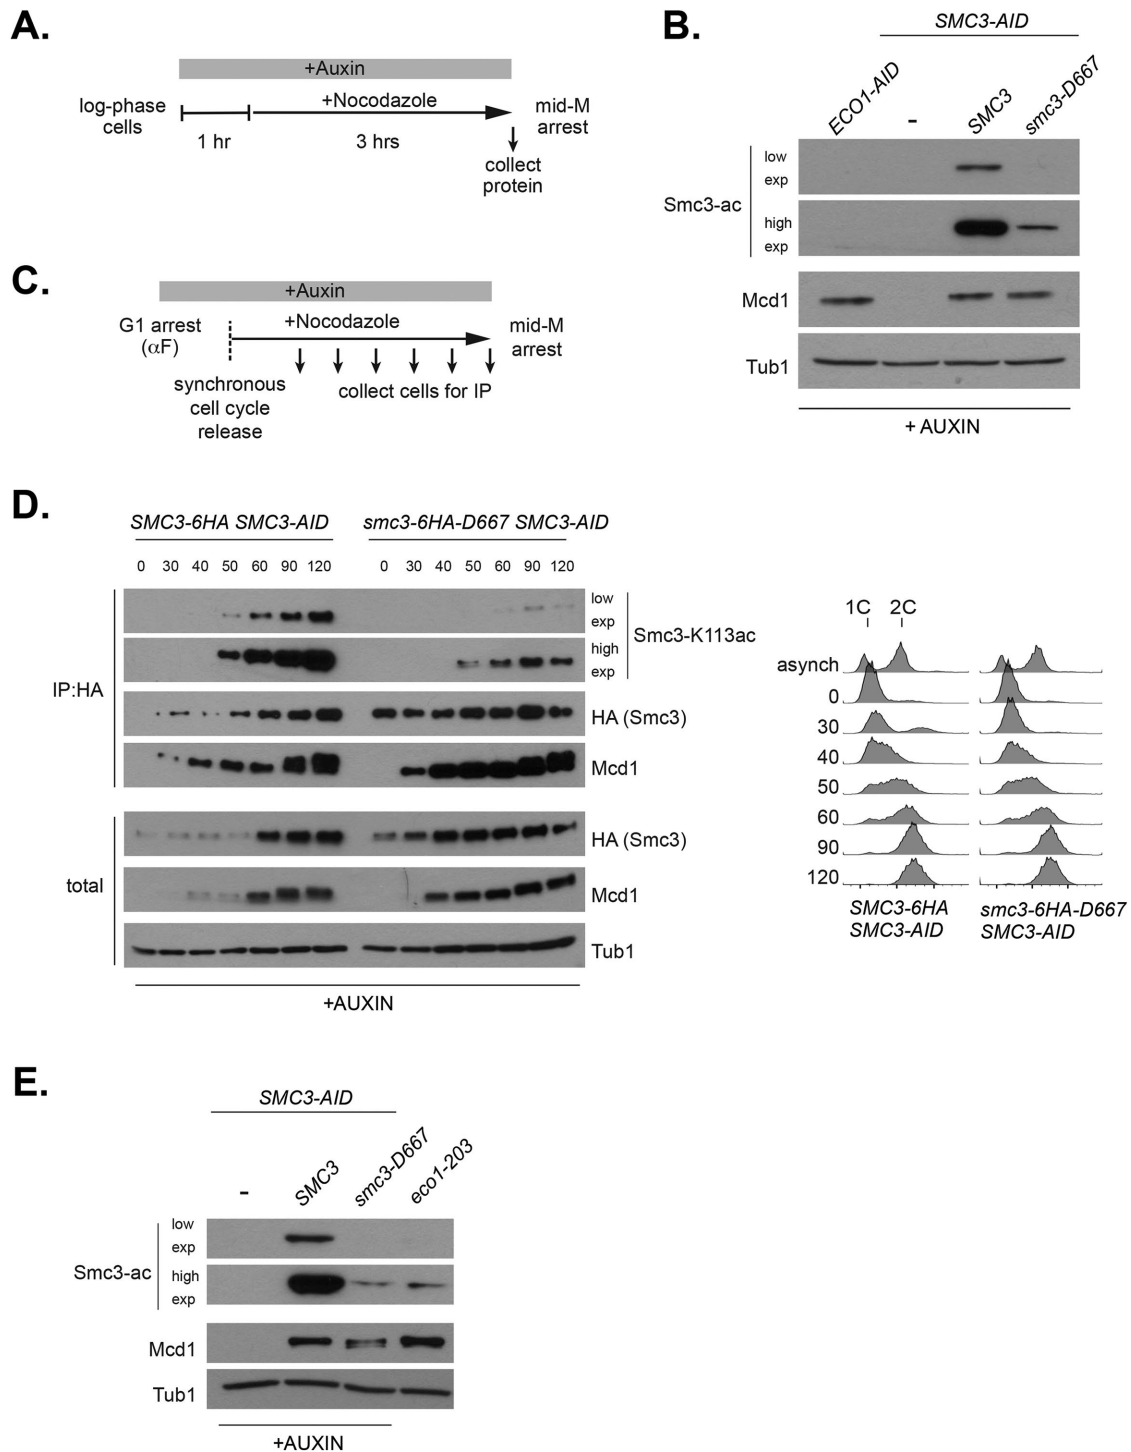 A.
+Auxin
log-phase
cells
+Nocodazole
mid-M
arrest
1 hr
3 hrs
collect
protein
B.
SMC3-AID
ECO1-AID
-
SMC3
smc3-D667
Smc3-ac
low
exp
high
exp
Mcd1
Tub1
+ AUXIN
C.
+Auxin
G1 arrest
(αF)
+Nocodazole
mid-M
arrest
synchronous
cell cycle
release
collect cells for IP
D.
SMC3-6HA SMC3-AID
smc3-6HA-D667 SMC3-AID
0 30 40 50 60 90 120
0 30 40 50 60 90 120
IP:HA
low
exp
high
exp
Smc3-K113ac
HA (Smc3)
Mcd1
total
HA (Smc3)
Mcd1
Tub1
+AUXIN
1C 2C
asynch
0
30
40
50
60
90
120
SMC3-6HA
SMC3-AID
smc3-6HA-D667
SMC3-AID
E.
SMC3-AID
-
SMC3
smc3-D667
eco1-203
Smc3-ac
low
exp
high
exp
Mcd1
Tub1
+AUXIN